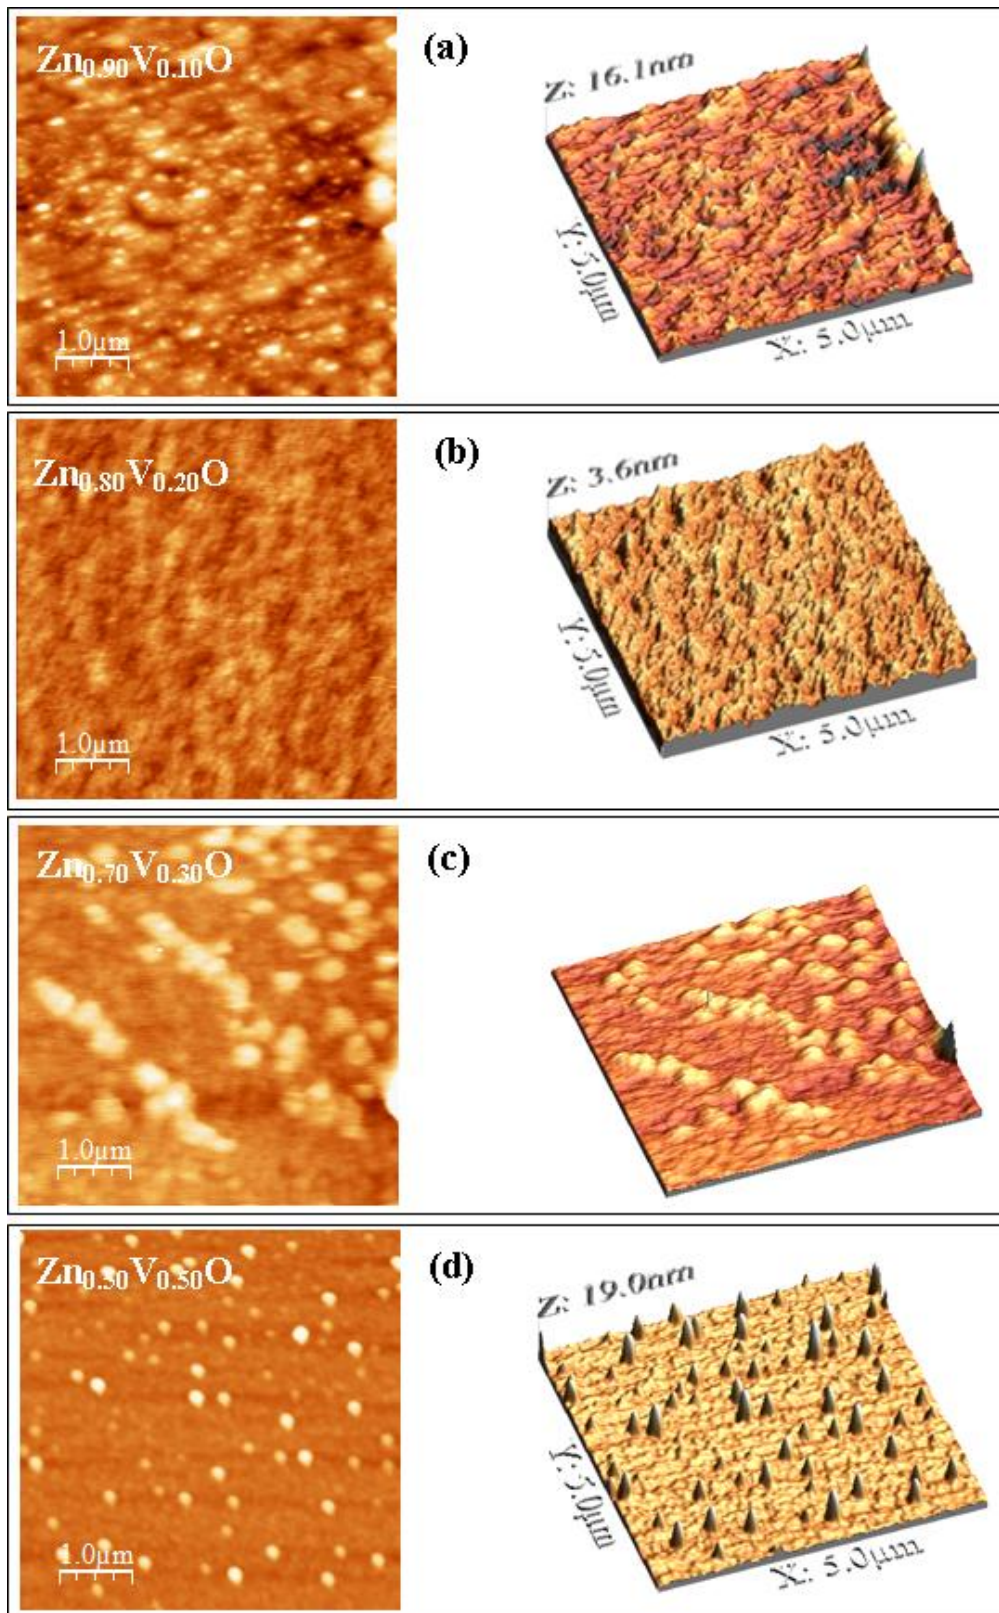 Zn₀.₉₀V₀.₁₀O
(a)
Z: 16.1nm
Y: 5.0µm
X: 5.0µm
1.0µm
Zn₀.₈₀V₀.₂₀O
(b)
Z: 3.6nm
Y: 5.0µm
X: 5.0µm
1.0µm
Zn₀.₇₀V₀.₃₀O
(c)
1.0µm
Zn₀.₅₀V₀.₅₀O
(d)
Z: 19.0nm
Y: 5.0µm
X: 5.0µm
1.0µm